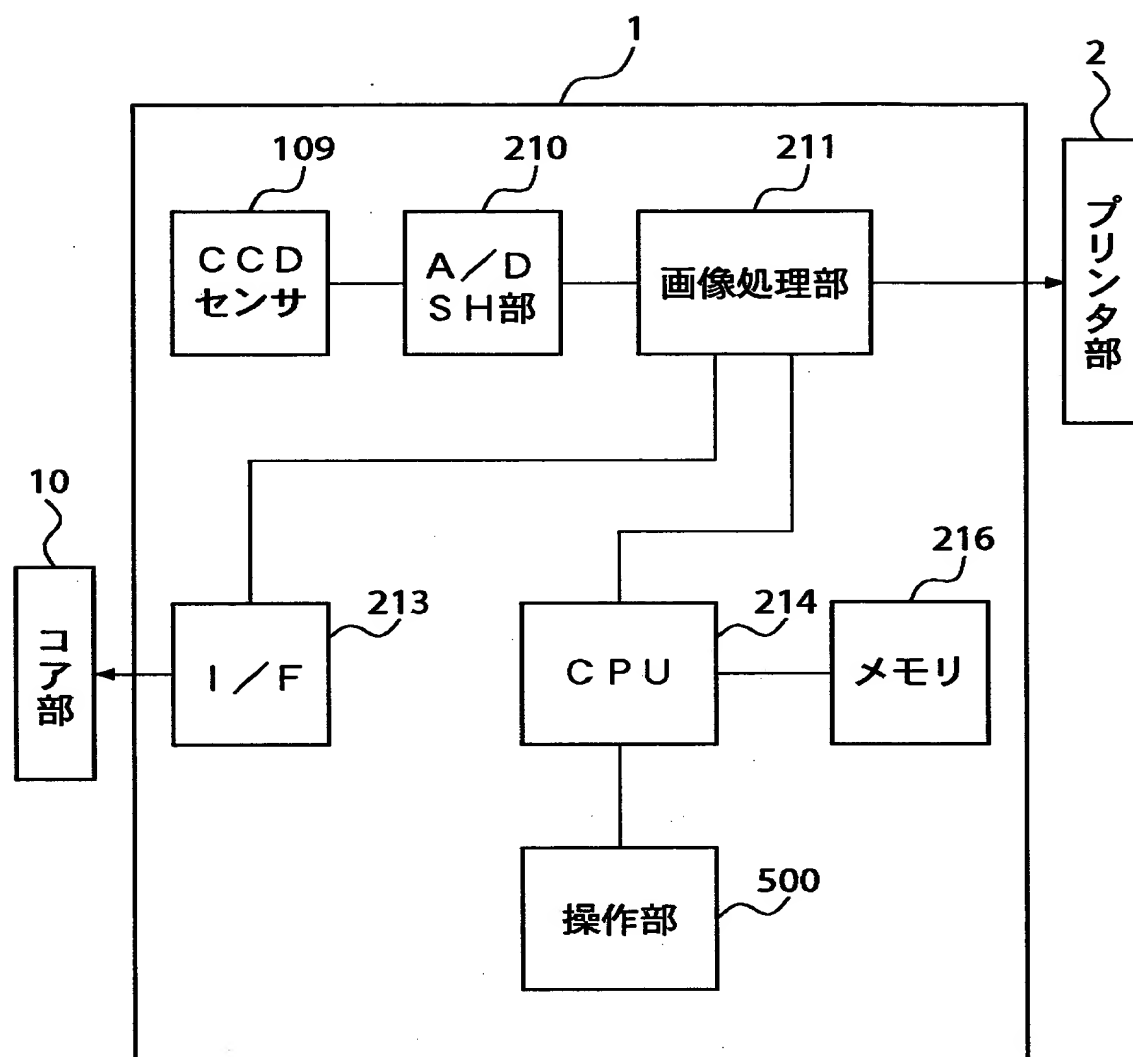 1
2
109
210
211
CCD
センサ
A/D
SH部
画像処理部
プリンタ部
10
213
214
216
コア部
I/F
CPU
メモリ
500
操作部